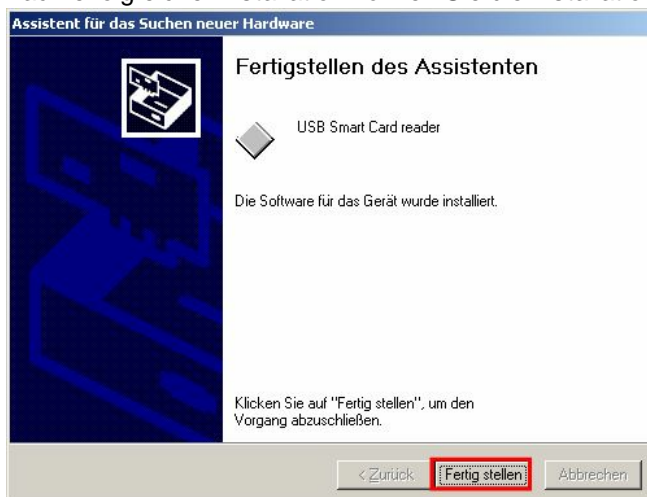 Assistent für das Suchen neuer Hardware
Fertigstellen des Assistenten
USB Smart Card reader
Die Software für das Gerät wurde installiert.
Klicken Sie auf "Fertig stellen", um den
Vorgang abzuschließen.
< Zurück Fertig stellen Abbrechen